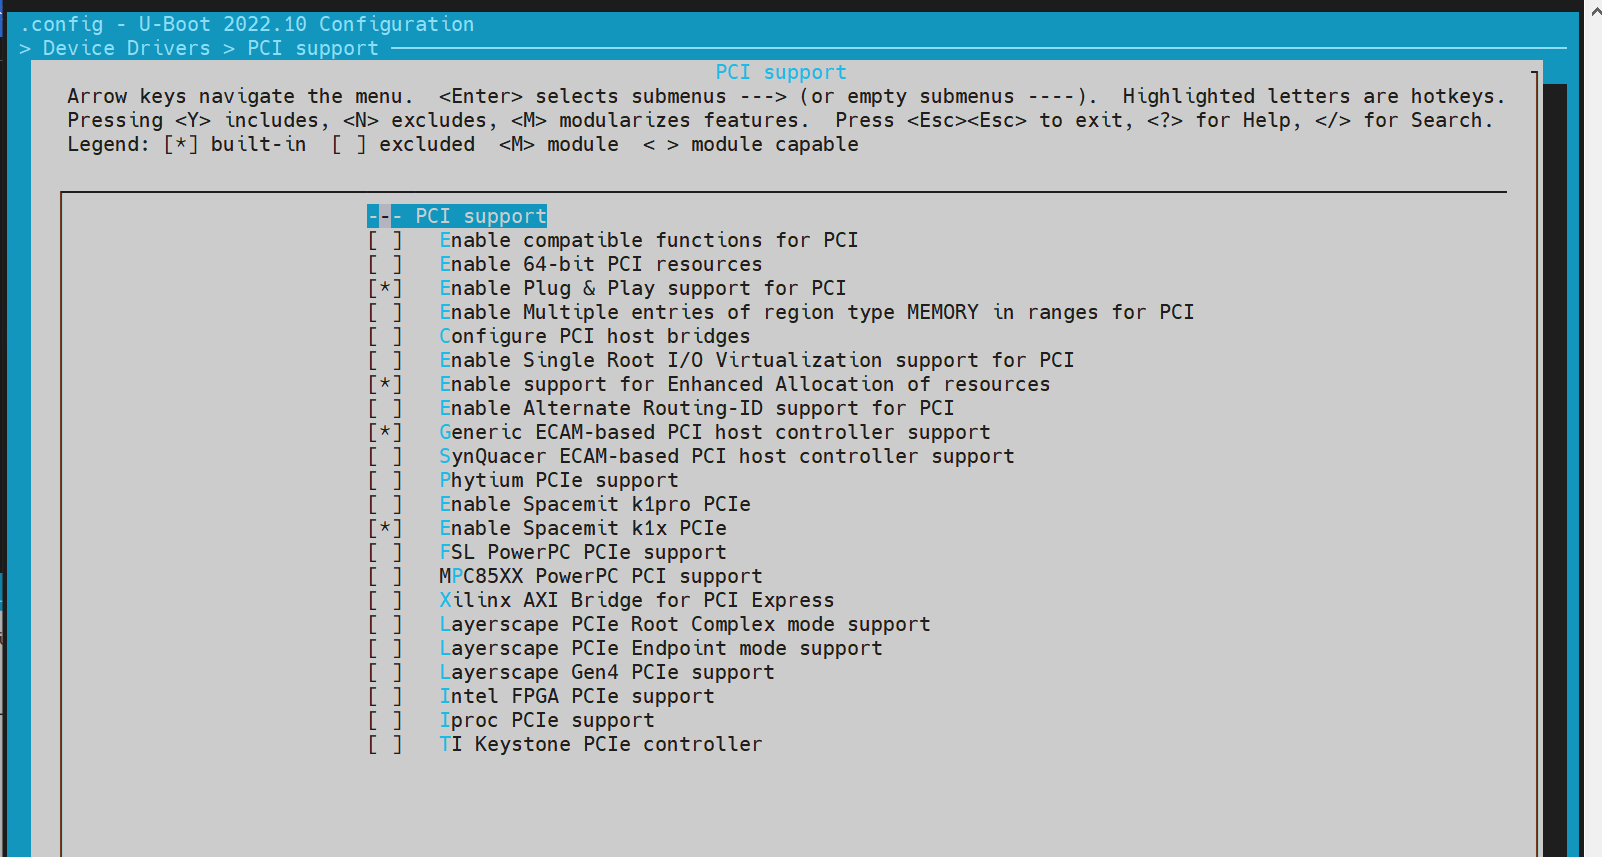 .config - U-Boot 2022.10 Configuration
> Device Drivers > PCI support
PCI support
Arrow keys navigate the menu.  <Enter> selects submenus ---> (or empty submenus ----).  Highlighted letters are hotkeys.
Pressing <Y> includes, <N> excludes, <M> modularizes features.  Press <Esc><Esc> to exit, <?> for Help, </> for Search.
Legend: [*] built-in  [ ] excluded  <M> module  < > module capable
--- PCI support
[ ]   Enable compatible functions for PCI
[ ]   Enable 64-bit PCI resources
[*]   Enable Plug & Play support for PCI
[ ]   Enable Multiple entries of region type MEMORY in ranges for PCI
[ ]   Configure PCI host bridges
[ ]   Enable Single Root I/O Virtualization support for PCI
[*]   Enable support for Enhanced Allocation of resources
[ ]   Enable Alternate Routing-ID support for PCI
[*]   Generic ECAM-based PCI host controller support
[ ]   SynQuacer ECAM-based PCI host controller support
[ ]   Phytium PCIe support
[ ]   Enable Spacemit k1pro PCIe
[*]   Enable Spacemit k1x PCIe
[ ]   FSL PowerPC PCIe support
[ ]   MPC85XX PowerPC PCI support
[ ]   Xilinx AXI Bridge for PCI Express
[ ]   Layerscape PCIe Root Complex mode support
[ ]   Layerscape PCIe Endpoint mode support
[ ]   Layerscape Gen4 PCIe support
[ ]   Intel FPGA PCIe support
[ ]   Iproc PCIe support
[ ]   TI Keystone PCIe controller